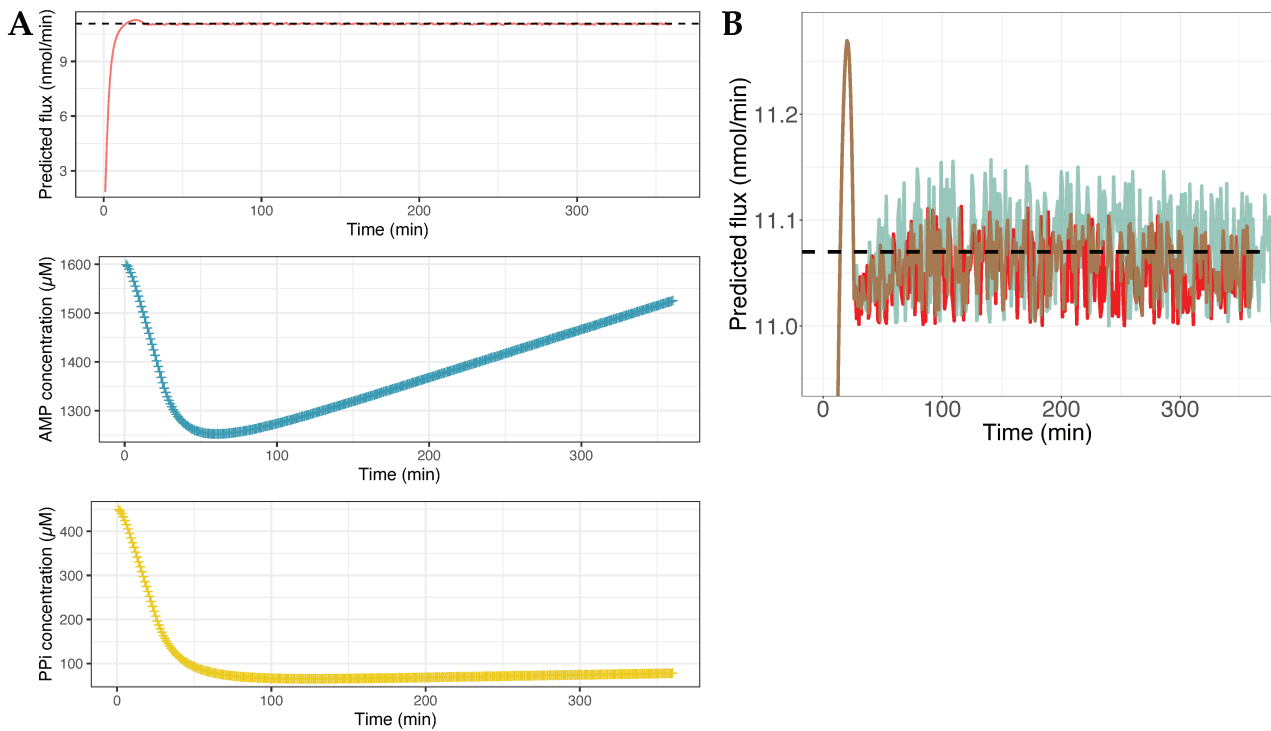 A
Predicted flux (nmol/min)
9
6
3
0 100 200 300
Time (min)
AMP concentration (µM)
1600
1500
1400
1300
0 100 200 300
Time (min)
PPi concentration (µM)
400
300
200
100
0 100 200 300
Time (min)
B
Predicted flux (nmol/min)
11.2
11.1
11.0
0 100 200 300
Time (min)